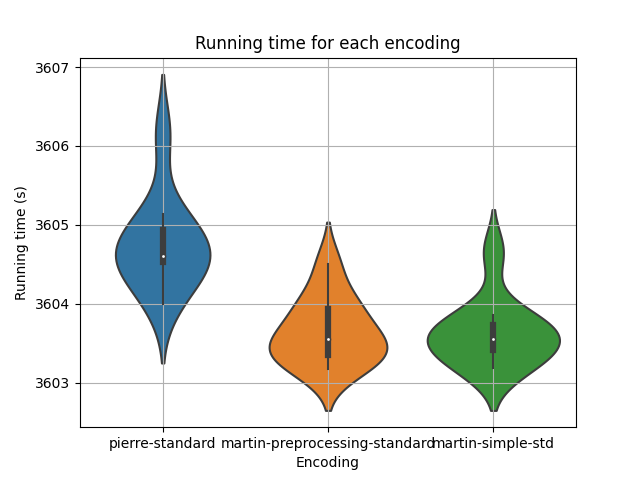 Running time for each encoding
3607
3606
3605
3604
3603
Running time (s)
pierre-standard
martin-preprocessing-standard
martin-simple-std
Encoding